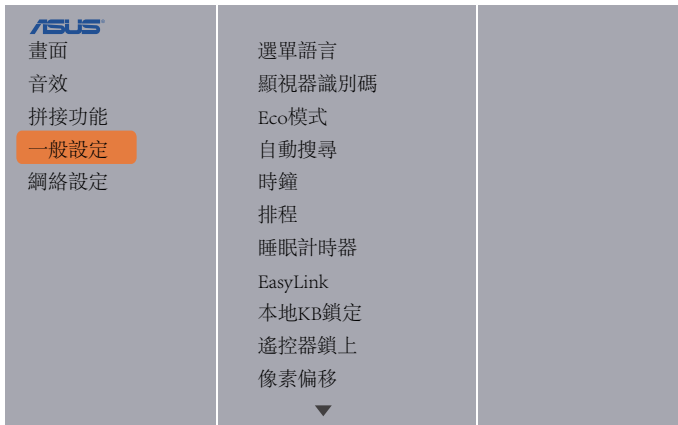 ASUS
畫面
音效
拼接功能
一般設定
綱絡設定
選單語言
顯視器識別碼
Eco模式
自動搜尋
時鐘
排程
睡眠計時器
EasyLink
本地KB鎖定
遙控器鎖上
像素偏移